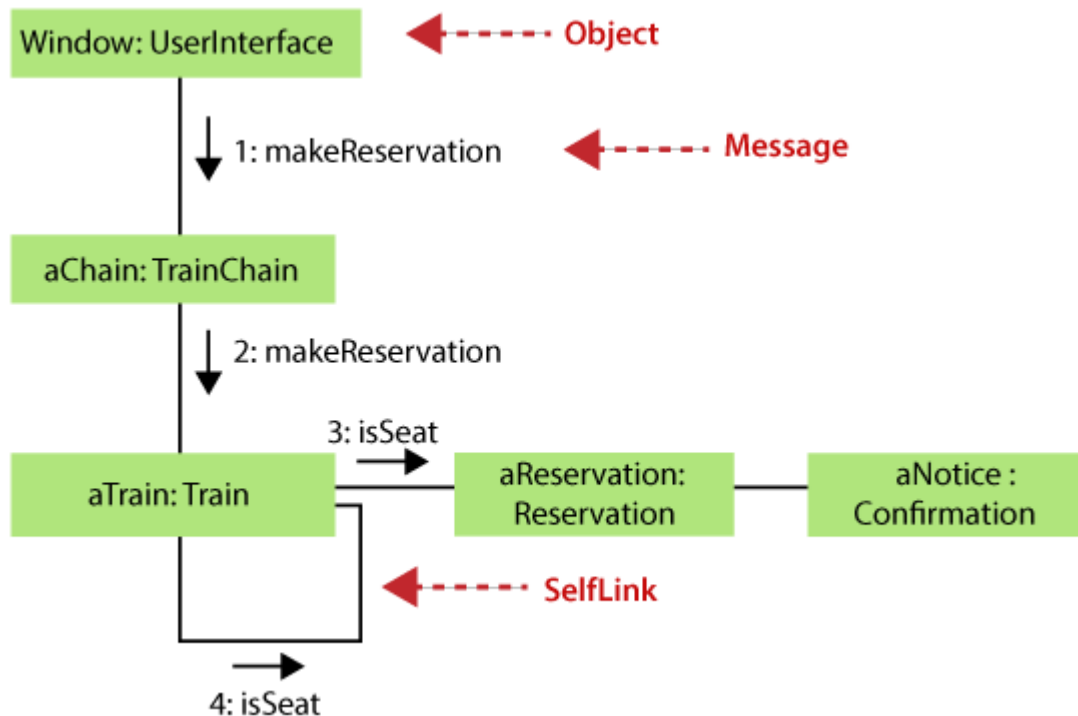 Window: UserInterface
Object
1: makeReservation
Message
aChain: TrainChain
2: makeReservation
3: isSeat
aTrain: Train
aReservation:
Reservation
aNotice :
Confirmation
SelfLink
4: isSeat